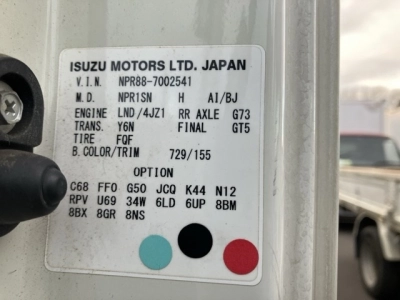 ISUZU MOTORS LTD. JAPAN
V.I.N. NPR88-7002541
M.D. NPR1SN H AI/BJ
ENGINE LND/4JZ1 RR AXLE G73
TRANS. Y6N FINAL GT5
TIRE FQF
B.COLOR/TRIM 729/155
OPTION
C68 FF0 G50 JCQ K44 N12
RPV U69 34W 6LD 6UP 8BM
8BX 8GR 8NS